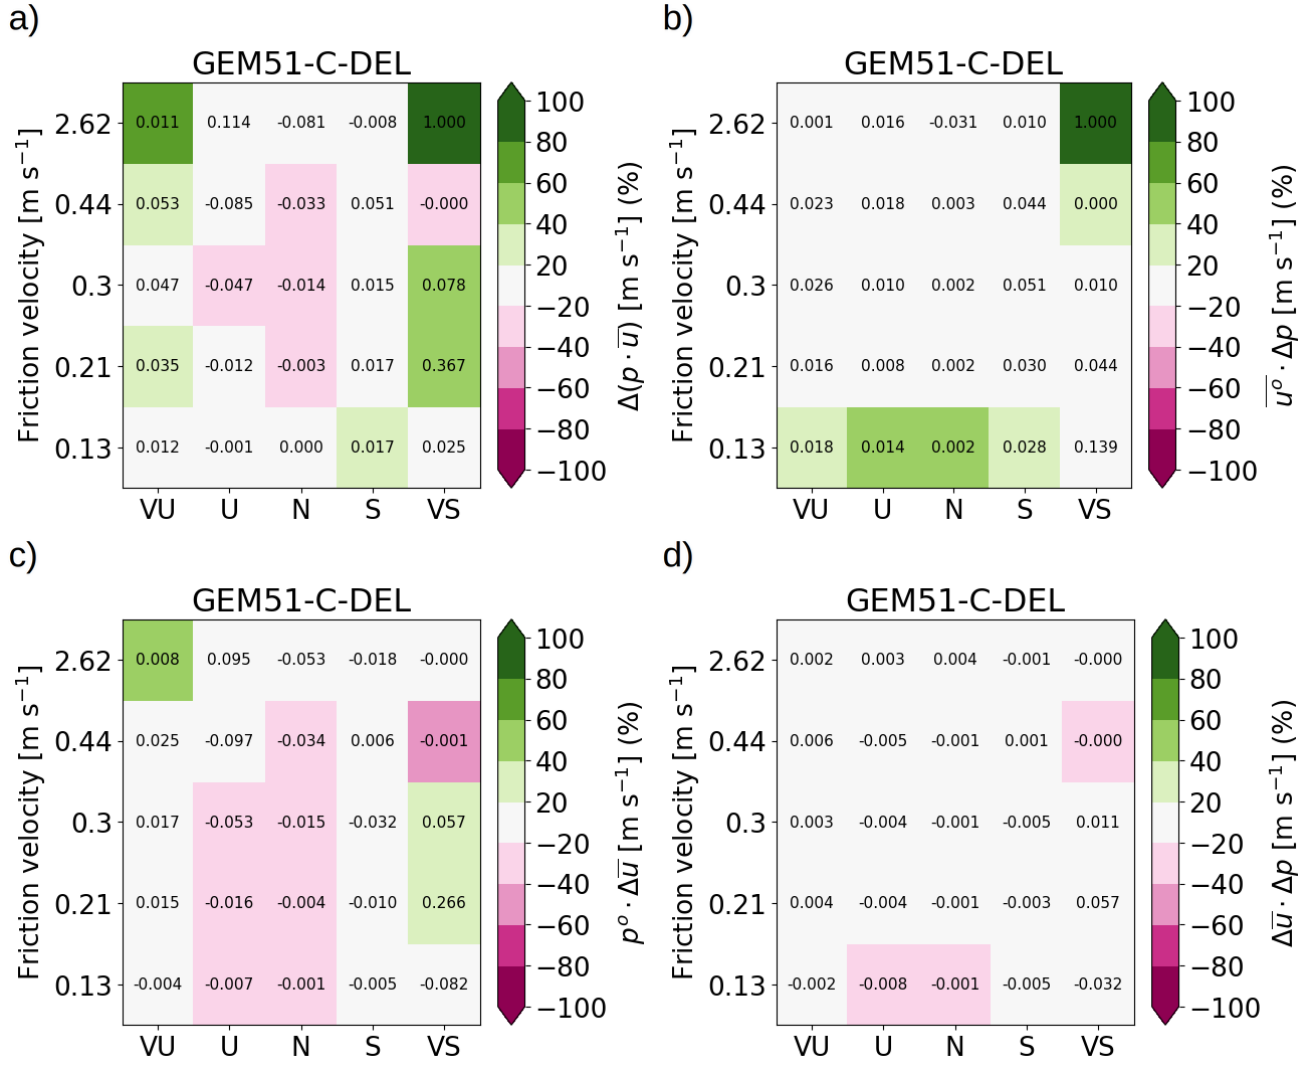 a)
GEM51-C-DEL
Friction velocity [m s⁻¹]
2.62 0.011 0.114 -0.081 -0.008 1.000
0.44 0.053 -0.085 -0.033 0.051 -0.000
0.3 0.047 -0.047 -0.014 0.015 0.078
0.21 0.035 -0.012 -0.003 0.017 0.367
0.13 0.012 -0.001 0.000 0.017 0.025
VU U N S VS
100
80
60
40
20
−20
−40
−60
−80
−100
Δ(p · u̅) [m s⁻¹] (%)
b)
GEM51-C-DEL
Friction velocity [m s⁻¹]
2.62 0.001 0.016 -0.031 0.010 1.000
0.44 0.023 0.018 0.003 0.044 0.000
0.3 0.026 0.010 0.002 0.051 0.010
0.21 0.016 0.008 0.002 0.030 0.044
0.13 0.018 0.014 0.002 0.028 0.139
VU U N S VS
100
80
60
40
20
−20
−40
−60
−80
−100
u̅ᵒ̅ · Δp [m s⁻¹] (%)
c)
GEM51-C-DEL
Friction velocity [m s⁻¹]
2.62 0.008 0.095 -0.053 -0.018 -0.000
0.44 0.025 -0.097 -0.034 0.006 -0.001
0.3 0.017 -0.053 -0.015 -0.032 0.057
0.21 0.015 -0.016 -0.004 -0.010 0.266
0.13 -0.004 -0.007 -0.001 -0.005 -0.082
VU U N S VS
100
80
60
40
20
−20
−40
−60
−80
−100
pᵒ · Δu̅ [m s⁻¹] (%)
d)
GEM51-C-DEL
Friction velocity [m s⁻¹]
2.62 0.002 0.003 0.004 -0.001 -0.000
0.44 0.006 -0.005 -0.001 0.001 -0.000
0.3 0.003 -0.004 -0.001 -0.005 0.011
0.21 0.004 -0.004 -0.001 -0.003 0.057
0.13 -0.002 -0.008 -0.001 -0.005 -0.032
VU U N S VS
100
80
60
40
20
−20
−40
−60
−80
−100
Δu̅ · Δp [m s⁻¹] (%)